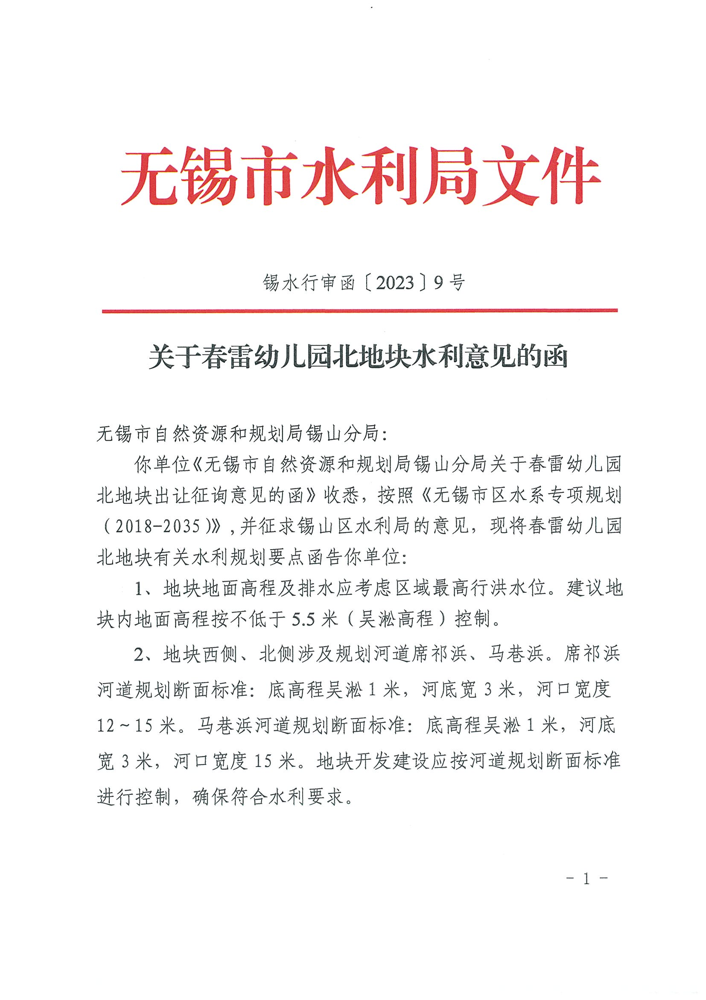 无锡市水利局文件
锡水行审函〔2023〕9号
关于春雷幼儿园北地块水利意见的函
无锡市自然资源和规划局锡山分局：
你单位《无锡市自然资源和规划局锡山分局关于春雷幼儿园
北地块出让征询意见的函》收悉，按照《无锡市区水系专项规划
（2018-2035)》,并征求锡山区水利局的意见，现将春雷幼儿园
北地块有关水利规划要点函告你单位：
1、地块地面高程及排水应考虑区域最高行洪水位。建议地
块内地面高程按不低于 5.5 米（吴淞高程）控制。
2、地块西侧、北侧涉及规划河道席祁浜、马巷浜。席祁浜
河道规划断面标准：底高程吴淞 1 米，河底宽 3 米，河口宽度
12~15 米。马巷浜河道规划断面标准：底高程吴淞 1 米，河底
宽 3 米，河口宽度 15 米。地块开发建设应按河道规划断面标准
进行控制，确保符合水利要求。
- 1 -